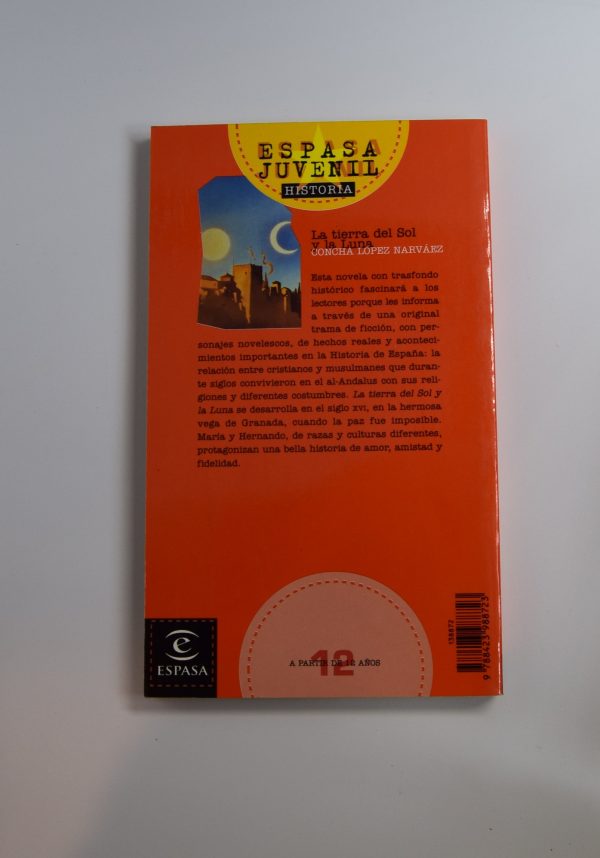 ESPASA
JUVENIL
HISTORIA
La tierra del Sol
y la Luna
CONCHA LÓPEZ NARVÁEZ
Esta novela con trasfondo
histórico fascinará a los
lectores porque les informa
a través de una original
trama de ficción, con per-
sonajes novelescos, de hechos reales y aconteci-
mientos importantes en la Historia de España: la
relación entre cristianos y musulmanes que duran-
te siglos convivieron en el al-Andalus con sus reli-
giones y diferentes costumbres. La tierra del Sol y
la Luna se desarrolla en el siglo XVI, en la hermosa
vega de Granada, cuando la paz fue imposible.
María y Hernando, de razas y culturas diferentes,
protagonizan una bella historia de amor, amistad y
fidelidad.
ESPASA
12
A PARTIR DE 12 AÑOS
138872
9 788423 988723